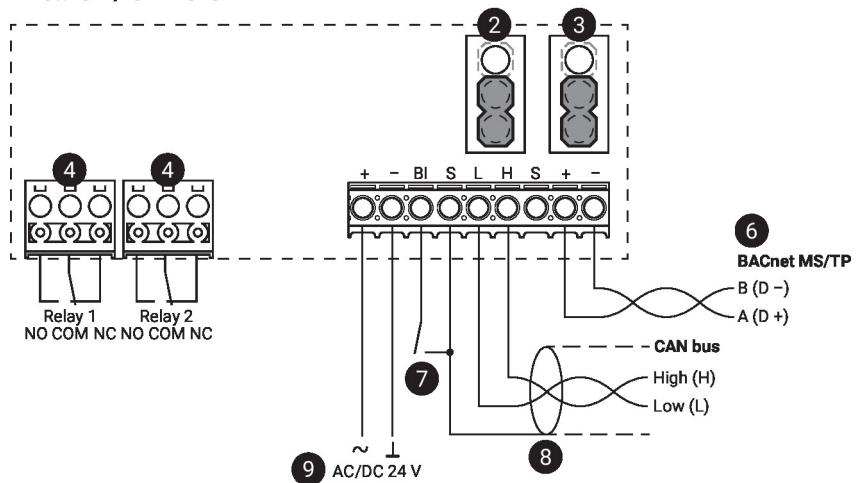 2 3
4 4
+ − BI S L H S + −
6
BACnet MS/TP
B (D −)
A (D +)
Relay 1 Relay 2
NO COM NC NO COM NC
CAN bus
7
High (H)
Low (L)
8
~ ⊥
9 AC/DC 24 V